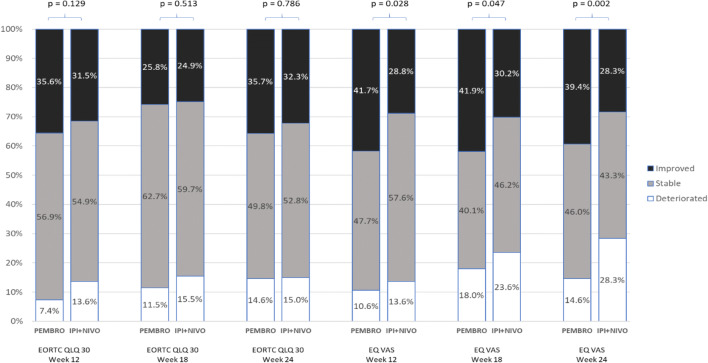 p = 0.129 p = 0.513 p = 0.786 p = 0.028 p = 0.047 p = 0.002
100%
90%
80%
70%
60%
50%
40%
30%
20%
10%
0%
35.6% 31.5% 25.8% 24.9% 35.7% 32.3% 41.7% 28.8% 41.9% 30.2% 39.4% 28.3%
56.9% 54.9% 62.7% 59.7% 49.8% 52.8% 47.7% 57.6% 40.1% 46.2% 46.0% 43.3%
7.4% 13.6% 11.5% 15.5% 14.6% 15.0% 10.6% 13.6% 18.0% 23.6% 14.6% 28.3%
Improved
Stable
Deteriorated
PEMBRO IPI+NIVO PEMBRO IPI+NIVO PEMBRO IPI+NIVO PEMBRO IPI+NIVO PEMBRO IPI+NIVO PEMBRO IPI+NIVO
EORTC QLQ 30 EORTC QLQ 30 EORTC QLQ 30 EQ VAS EQ VAS EQ VAS
Week 12 Week 18 Week 24 Week 12 Week 18 Week 24